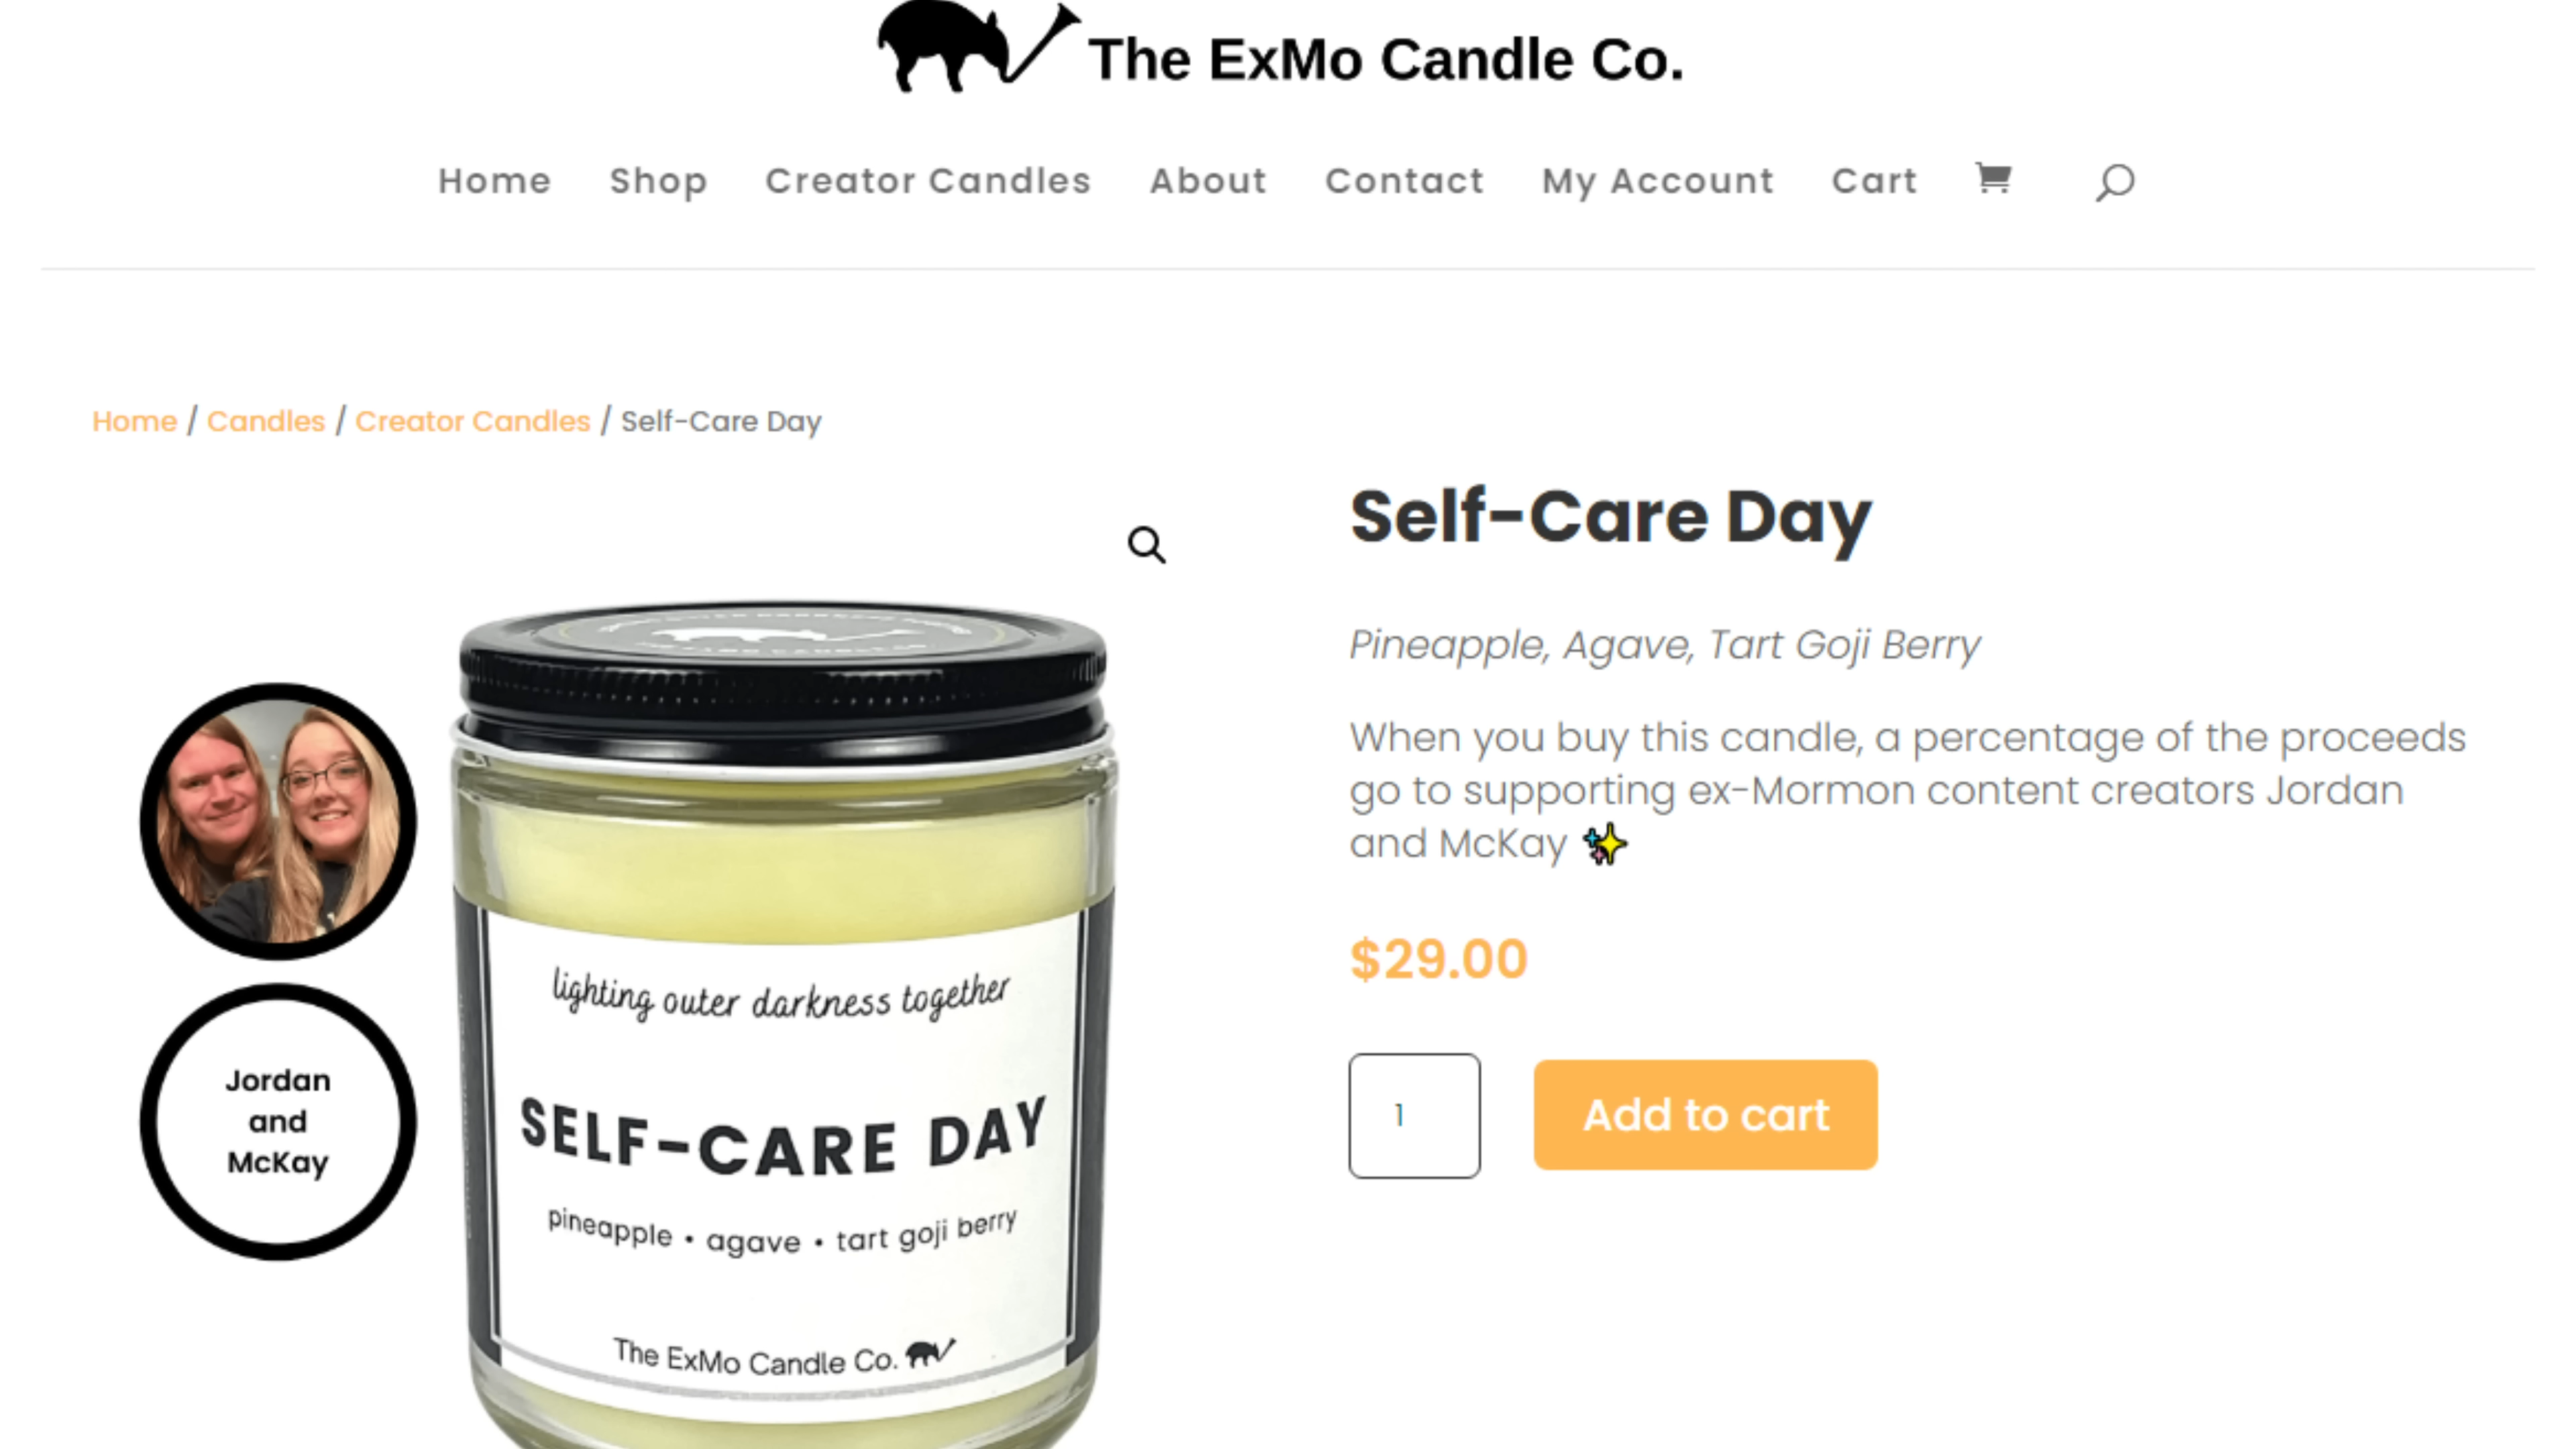 The ExMo Candle Co.
Home Shop Creator Candles About Contact My Account Cart
Home / Candles / Creator Candles / Self-Care Day
Self-Care Day
Pineapple, Agave, Tart Goji Berry
When you buy this candle, a percentage of the proceeds
go to supporting ex-Mormon content creators Jordan
and McKay ✨
$29.00
1 Add to cart
Jordan
and
McKay
lighting outer darkness together
SELF-CARE DAY
pineapple • agave • tart goji berry
The ExMo Candle Co.